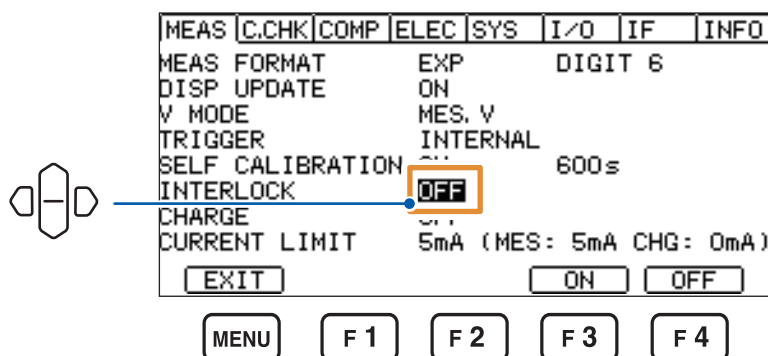 MEAS C.CHK COMP ELEC SYS I/O IF INFO
MEAS FORMAT EXP DIGIT 6
DISP UPDATE ON
V MODE MES. V
TRIGGER INTERNAL
SELF CALIBRATION 600s
INTERLOCK OFF
CHARGE
CURRENT LIMIT 5mA (MES: 5mA CHG: 0mA)
EXIT ON OFF
MENU F1 F2 F3 F4